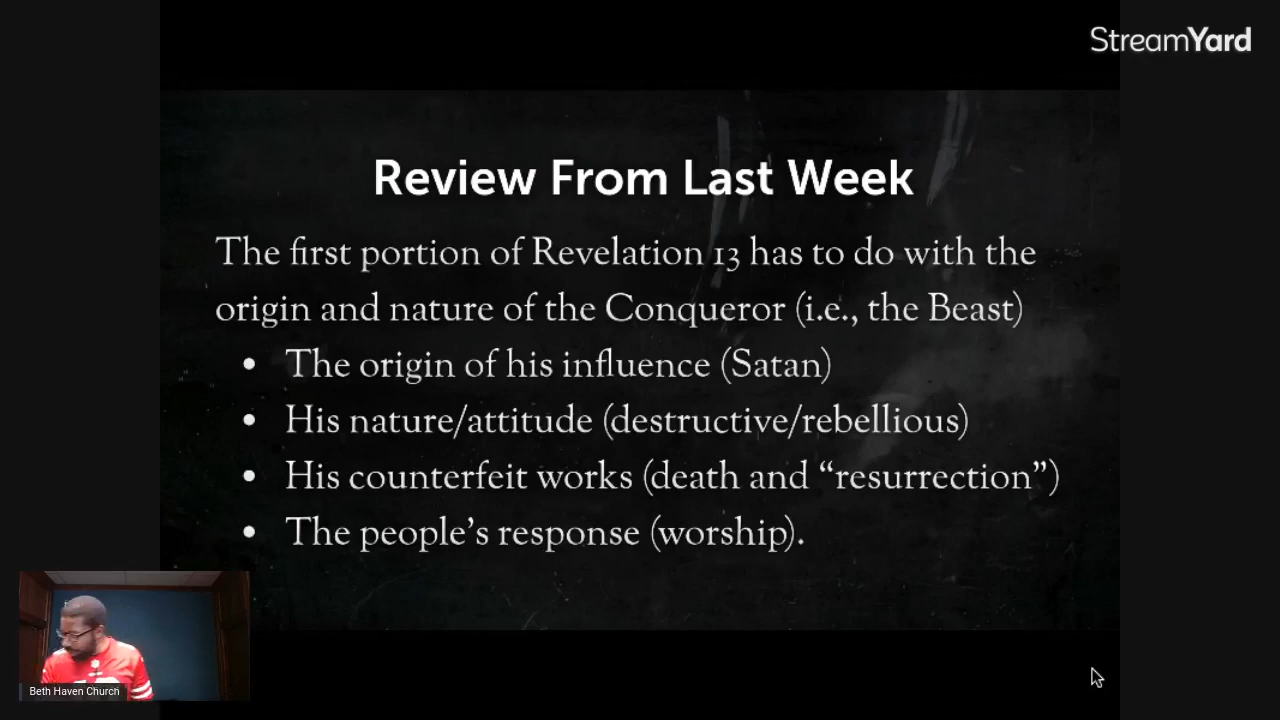 StreamYard
Review From Last Week
The first portion of Revelation 13 has to do with the
origin and nature of the Conqueror (i.e., the Beast)
• The origin of his influence (Satan)
• His nature/attitude (destructive/rebellious)
• His counterfeit works (death and “resurrection”)
• The people’s response (worship).
Beth Haven Church